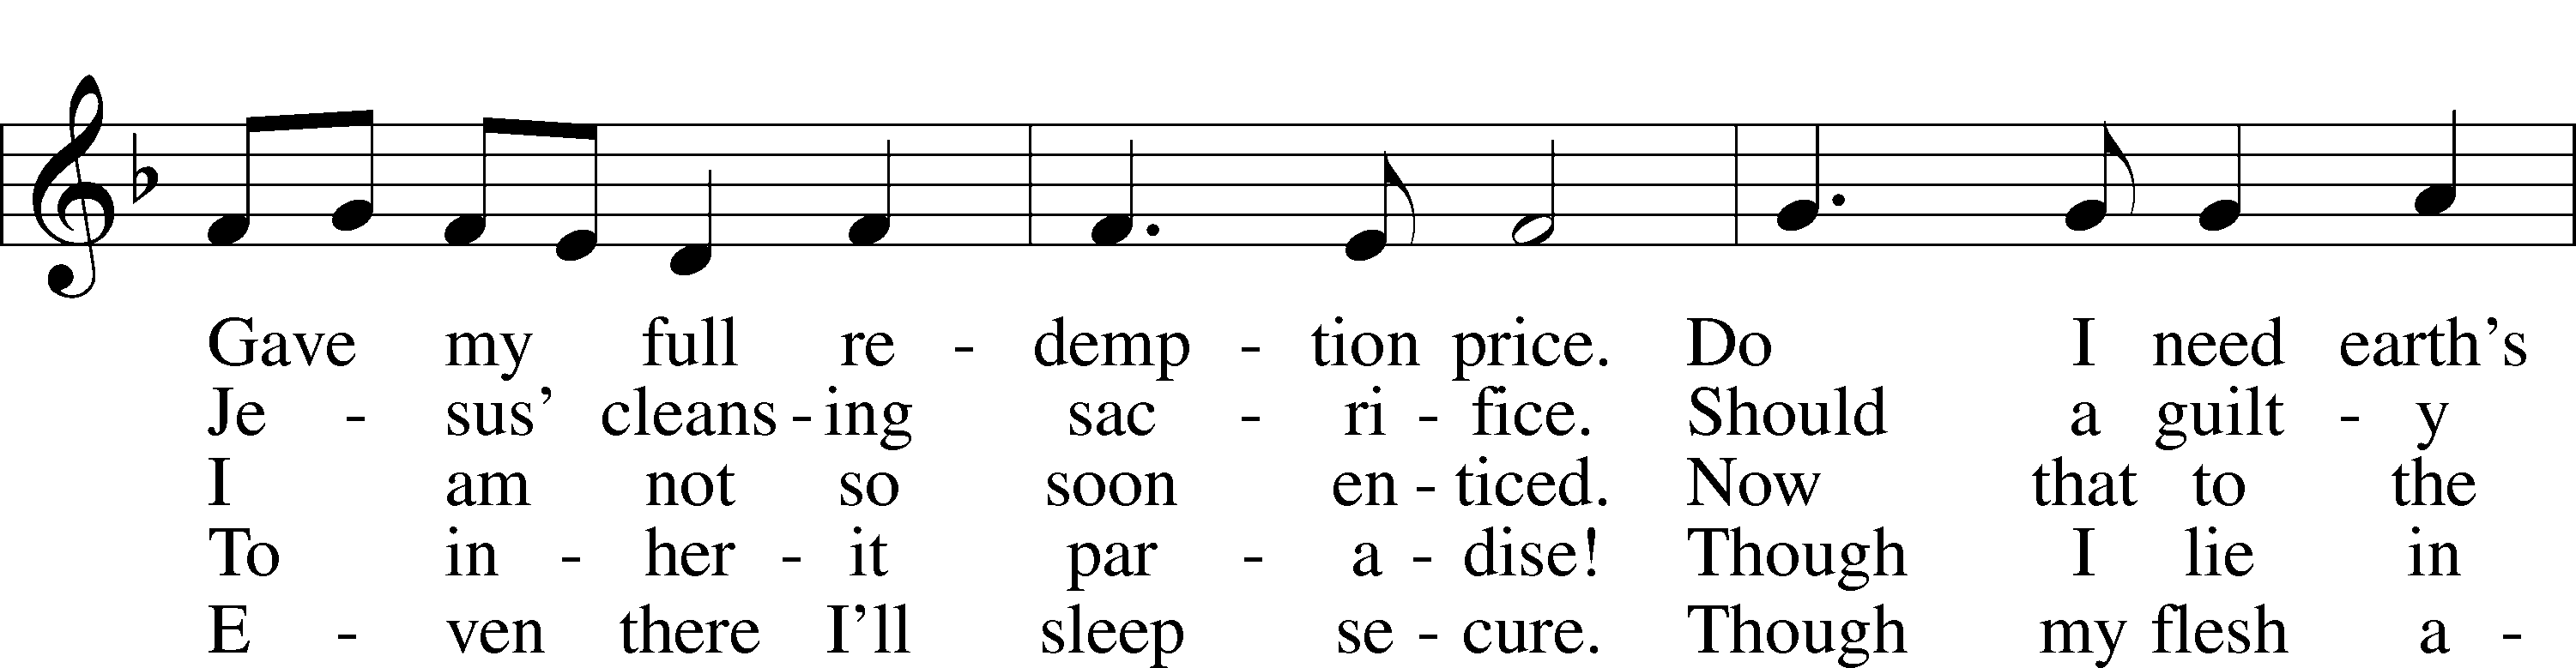 Gave my full re - demp - tion price. Do I need earth's
Je - sus' cleans - ing sac - ri - fice. Should a guilt - y
I am not so soon en - ticed. Now that to the
To in - her - it par - a - dise! Though I lie in
E - ven there I'll sleep se - cure. Though my flesh a -